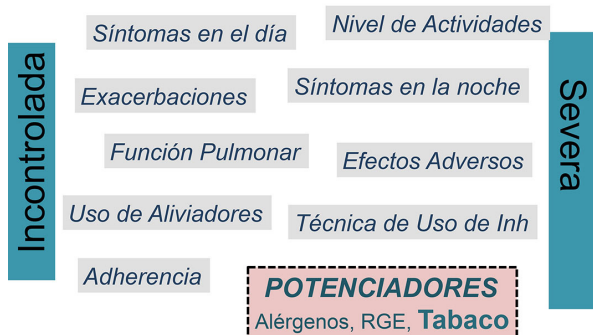 Síntomas en el día
Nivel de Actividades
Incontrolada
Severa
Exacerbaciones
Síntomas en la noche
Función Pulmonar
Efectos Adversos
Uso de Aliviadores
Técnica de Uso de Inh
Adherencia
POTENCIADORES
Alérgenos, RGE, Tabaco